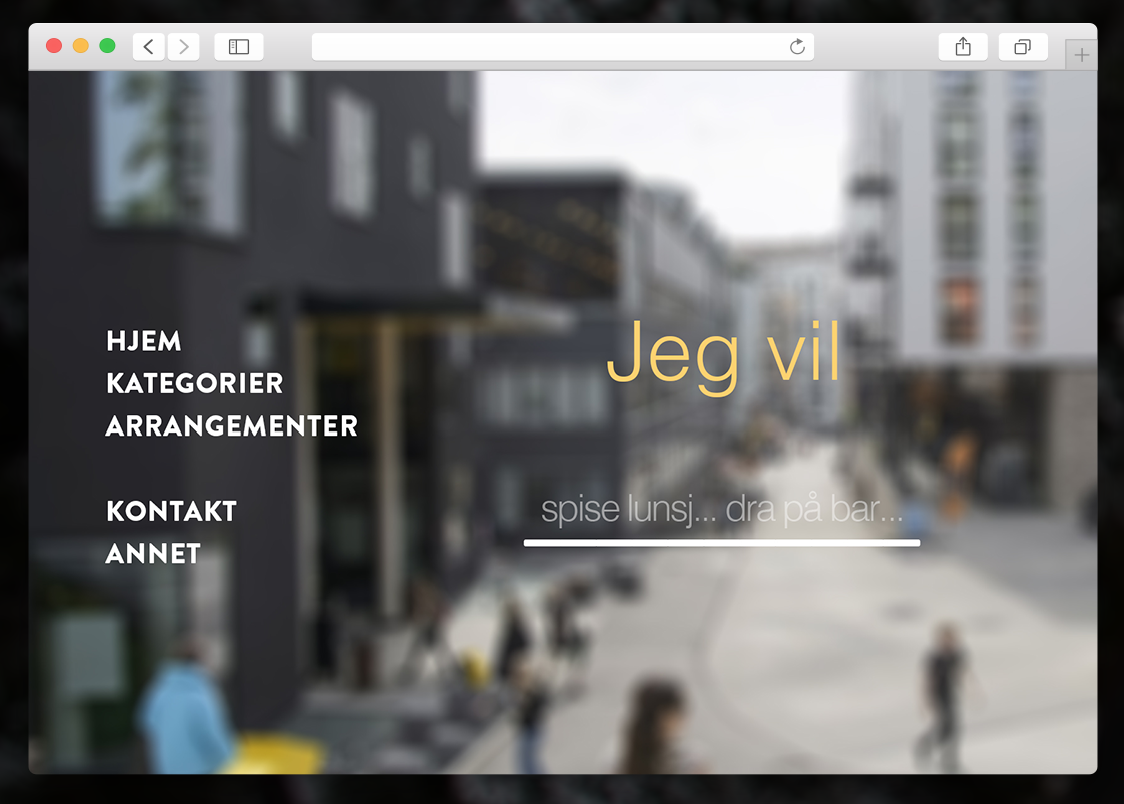 HJEM
KATEGORIER
ARRANGEMENTER
KONTAKT
ANNET
Jeg vil
spise lunsj... dra på bar...